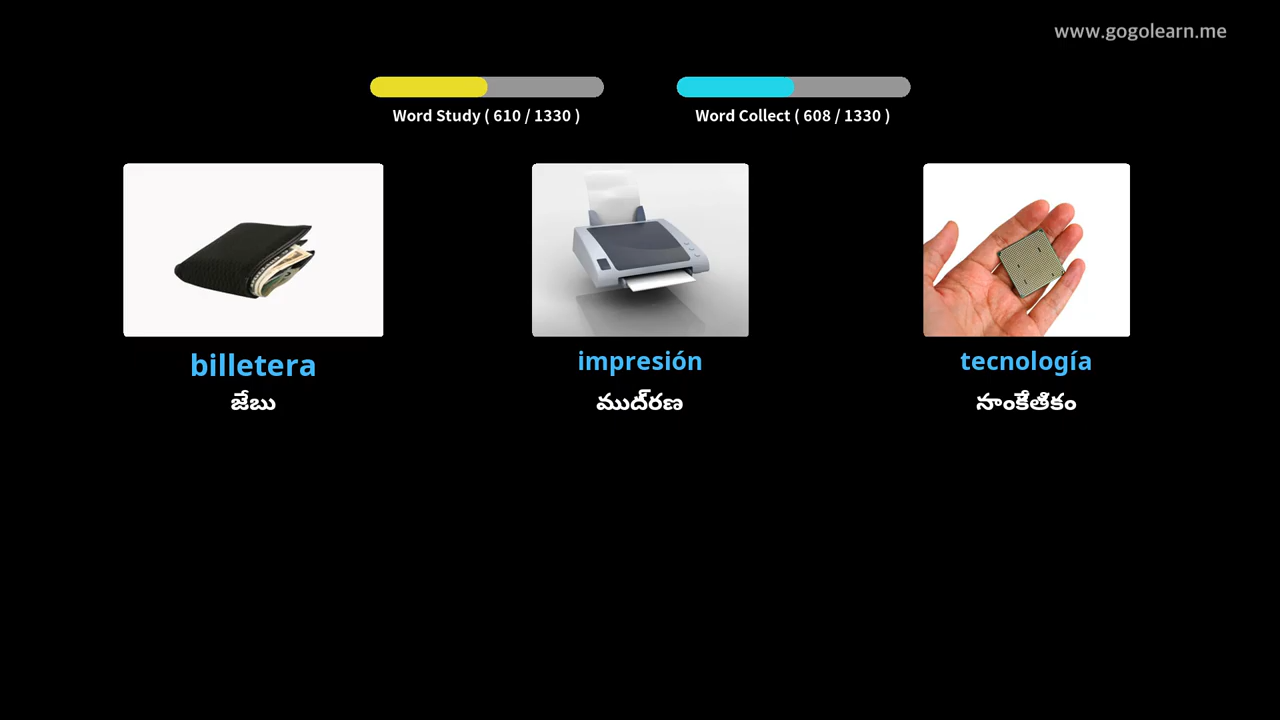 www.gogolearn.me
Word Study ( 610 / 1330 )
Word Collect ( 608 / 1330 )
billetera
impresión
tecnología
జేబు
ముద్రణ
సాంకేతికం